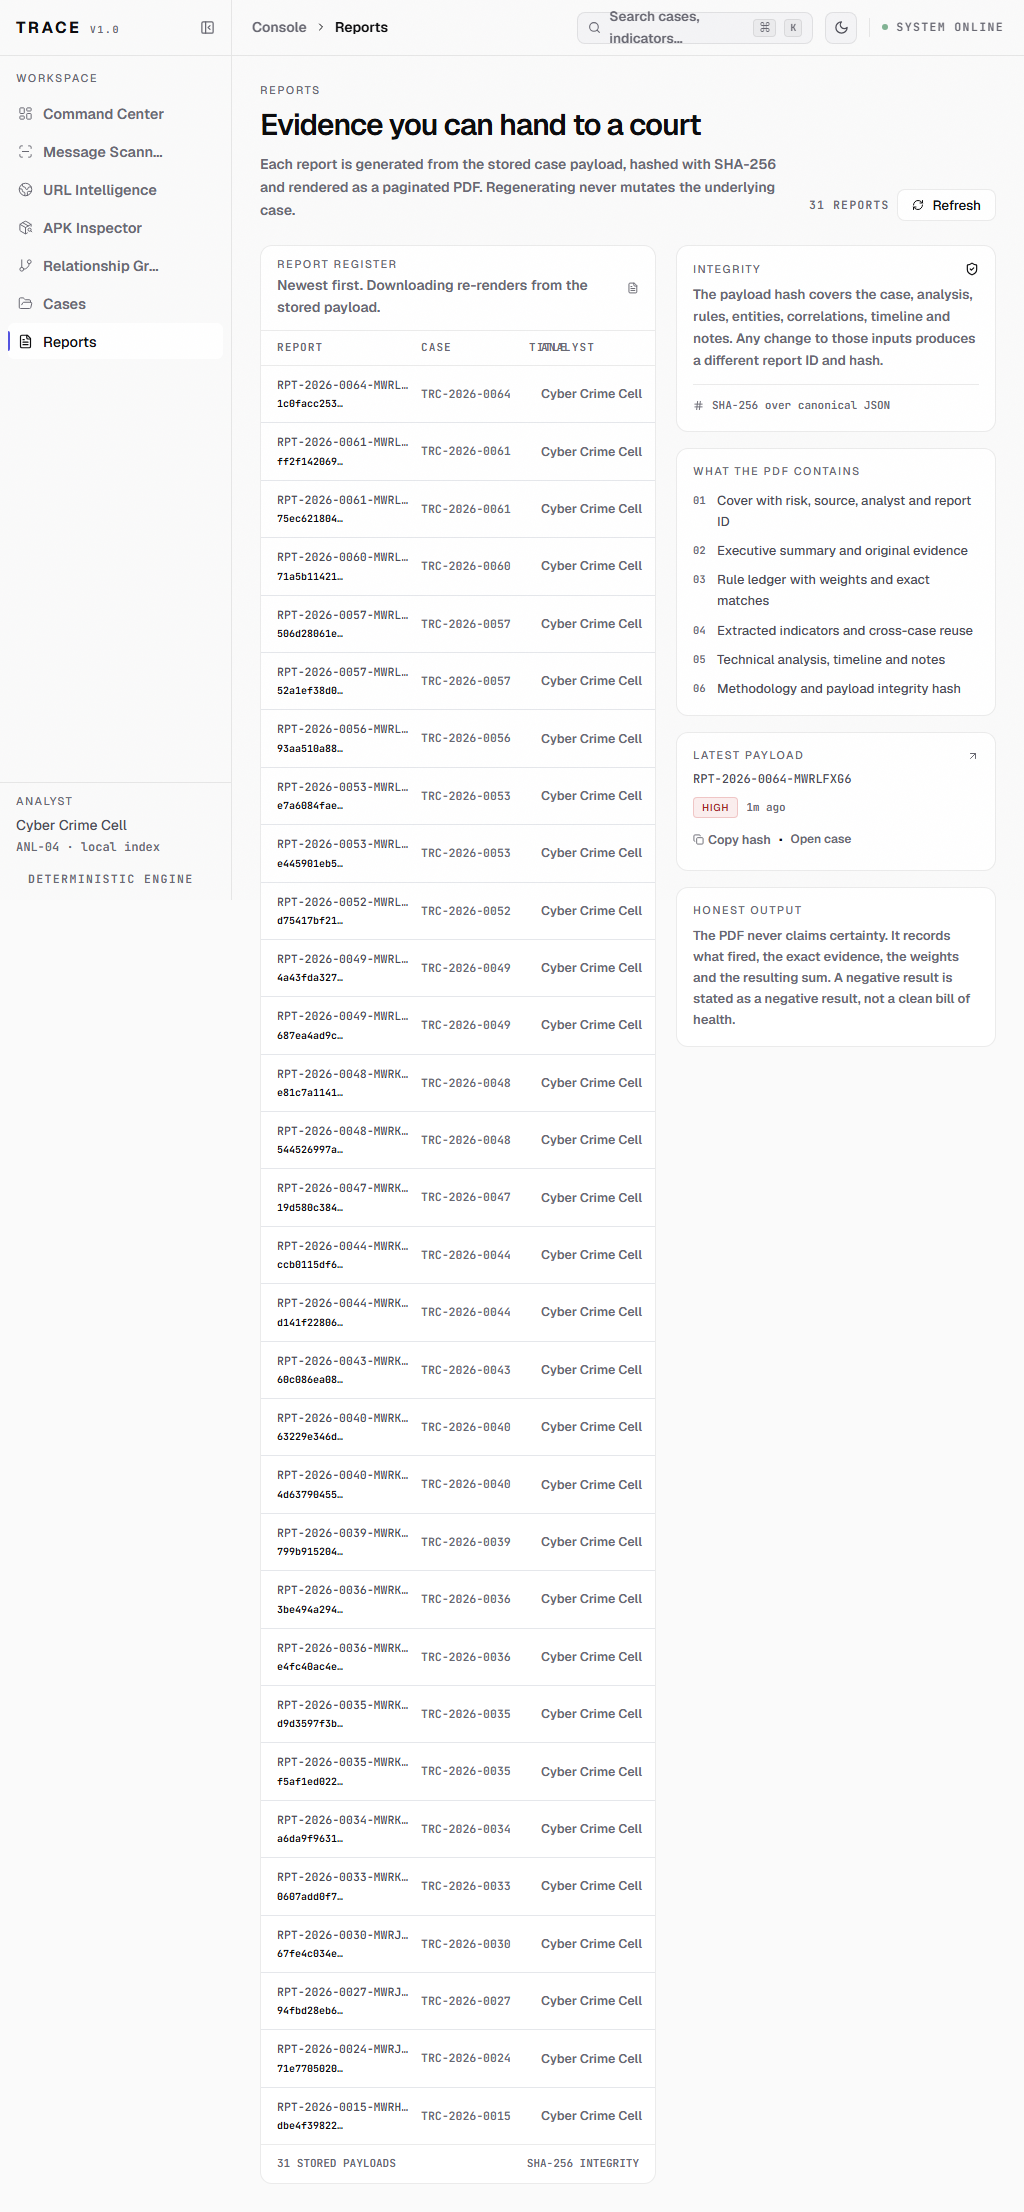 TRACE V1.0
Console > Reports
Search cases, indicators…
⌘ K
SYSTEM ONLINE
WORKSPACE
Command Center
Message Scann…
URL Intelligence
APK Inspector
Relationship Gr…
Cases
Reports
ANALYST
Cyber Crime Cell
ANL-04 · local index
DETERMINISTIC ENGINE
REPORTS
Evidence you can hand to a court
Each report is generated from the stored case payload, hashed with SHA-256
and rendered as a paginated PDF. Regenerating never mutates the underlying
case.
31 REPORTS
Refresh
REPORT REGISTER
Newest first. Downloading re-renders from the
stored payload.
REPORT CASE TITLE ANALYST
RPT-2026-0064-MWRL… TRC-2026-0064 Cyber Crime Cell
1c0facc253…
RPT-2026-0061-MWRL… TRC-2026-0061 Cyber Crime Cell
ff2f142069…
RPT-2026-0061-MWRL… TRC-2026-0061 Cyber Crime Cell
75ec621804…
RPT-2026-0060-MWRL… TRC-2026-0060 Cyber Crime Cell
71a5b11421…
RPT-2026-0057-MWRL… TRC-2026-0057 Cyber Crime Cell
506d28061e…
RPT-2026-0057-MWRL… TRC-2026-0057 Cyber Crime Cell
52a1ef38d0…
RPT-2026-0056-MWRL… TRC-2026-0056 Cyber Crime Cell
93aa510a88…
RPT-2026-0053-MWRL… TRC-2026-0053 Cyber Crime Cell
e7a6084fae…
RPT-2026-0053-MWRL… TRC-2026-0053 Cyber Crime Cell
e445901eb5…
RPT-2026-0052-MWRL… TRC-2026-0052 Cyber Crime Cell
d75417bf21…
RPT-2026-0049-MWRL… TRC-2026-0049 Cyber Crime Cell
4a43fda327…
RPT-2026-0049-MWRL… TRC-2026-0049 Cyber Crime Cell
687ea4ad9c…
RPT-2026-0048-MWRK… TRC-2026-0048 Cyber Crime Cell
e81c7a1141…
RPT-2026-0048-MWRK… TRC-2026-0048 Cyber Crime Cell
544526997a…
RPT-2026-0047-MWRK… TRC-2026-0047 Cyber Crime Cell
19d580c384…
RPT-2026-0044-MWRK… TRC-2026-0044 Cyber Crime Cell
ccb0115df6…
RPT-2026-0044-MWRK… TRC-2026-0044 Cyber Crime Cell
d141f22806…
RPT-2026-0043-MWRK… TRC-2026-0043 Cyber Crime Cell
60c086ea08…
RPT-2026-0040-MWRK… TRC-2026-0040 Cyber Crime Cell
63229e346d…
RPT-2026-0040-MWRK… TRC-2026-0040 Cyber Crime Cell
4d63790455…
RPT-2026-0039-MWRK… TRC-2026-0039 Cyber Crime Cell
799b915204…
RPT-2026-0036-MWRK… TRC-2026-0036 Cyber Crime Cell
3be494a294…
RPT-2026-0036-MWRK… TRC-2026-0036 Cyber Crime Cell
e4fc40ac4e…
RPT-2026-0035-MWRK… TRC-2026-0035 Cyber Crime Cell
d9d3597f3b…
RPT-2026-0035-MWRK… TRC-2026-0035 Cyber Crime Cell
f5af1ed022…
RPT-2026-0034-MWRK… TRC-2026-0034 Cyber Crime Cell
a6da9f9631…
RPT-2026-0033-MWRK… TRC-2026-0033 Cyber Crime Cell
0607add0f7…
RPT-2026-0030-MWRJ… TRC-2026-0030 Cyber Crime Cell
67fe4c034e…
RPT-2026-0027-MWRJ… TRC-2026-0027 Cyber Crime Cell
94fbd28eb6…
RPT-2026-0024-MWRJ… TRC-2026-0024 Cyber Crime Cell
71e7705020…
RPT-2026-0015-MWRH… TRC-2026-0015 Cyber Crime Cell
dbe4f39822…
31 STORED PAYLOADS SHA-256 INTEGRITY
INTEGRITY
The payload hash covers the case, analysis,
rules, entities, correlations, timeline and
notes. Any change to those inputs produces
a different report ID and hash.
# SHA-256 over canonical JSON
WHAT THE PDF CONTAINS
01 Cover with risk, source, analyst and report
ID
02 Executive summary and original evidence
03 Rule ledger with weights and exact
matches
04 Extracted indicators and cross-case reuse
05 Technical analysis, timeline and notes
06 Methodology and payload integrity hash
LATEST PAYLOAD
RPT-2026-0064-MWRLFXG6
HIGH 1m ago
Copy hash • Open case
HONEST OUTPUT
The PDF never claims certainty. It records
what fired, the exact evidence, the weights
and the resulting sum. A negative result is
stated as a negative result, not a clean bill of
health.